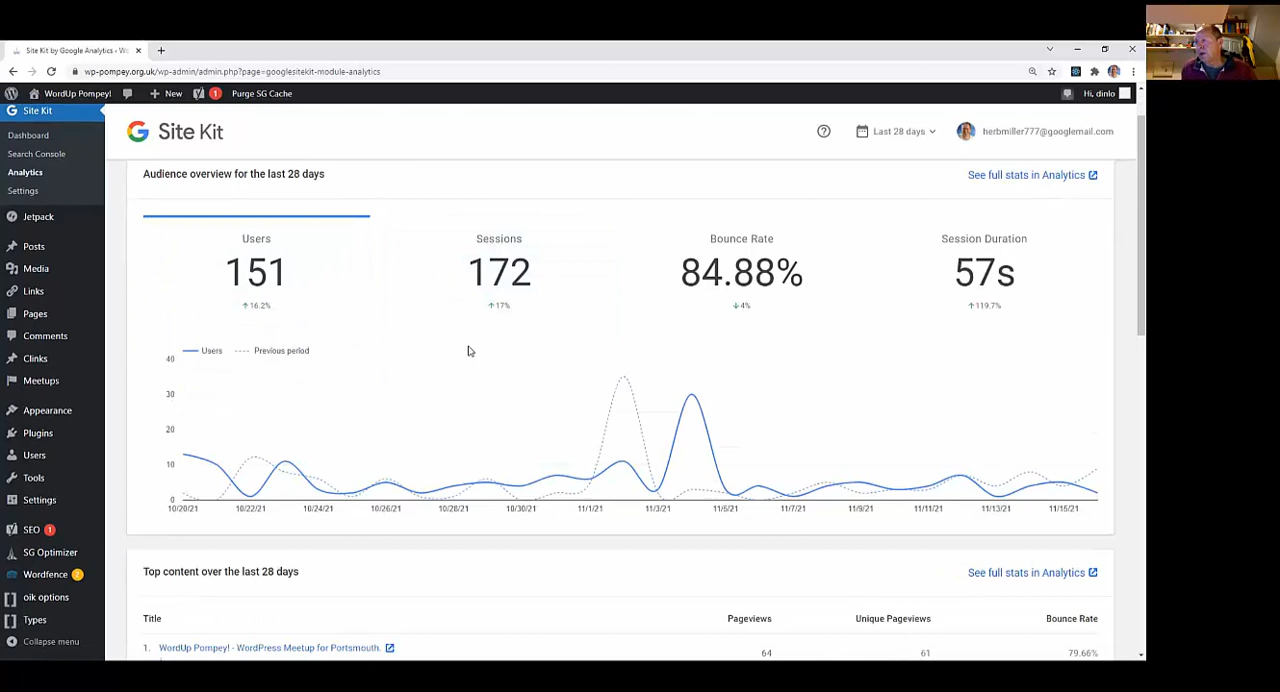 Site Kit by Google Analytics ‹ Wo
wp-pompey.org.uk/wp-admin/admin.php?page=googlesitekit-module-analytics
WordUp Pompey!
New
1
Purge SG Cache
Hi, dinlo
Site Kit
Dashboard
Search Console
Analytics
Settings
Jetpack
Posts
Media
Links
Pages
Comments
Clinks
Meetups
Appearance
Plugins
Users
Tools
Settings
SEO 1
SG Optimizer
Wordfence 7
oik options
Types
Collapse menu
Site Kit
Last 28 days
herbmiller777@googlemail.com
Audience overview for the last 28 days
See full stats in Analytics
Users Sessions Bounce Rate Session Duration
151 172 84.88% 57s
↑16.2% ↑17% ↓4% ↑119.7%
Users Previous period
40
30
20
10
0
10/20/21 10/22/21 10/24/21 10/26/21 10/28/21 10/30/21 11/1/21 11/3/21 11/5/21 11/7/21 11/9/21 11/11/21 11/13/21 11/15/21
Top content over the last 28 days
See full stats in Analytics
Title Pageviews Unique Pageviews Bounce Rate
1. WordUp Pompey! - WordPress Meetup for Portsmouth. 64 61 79.66%